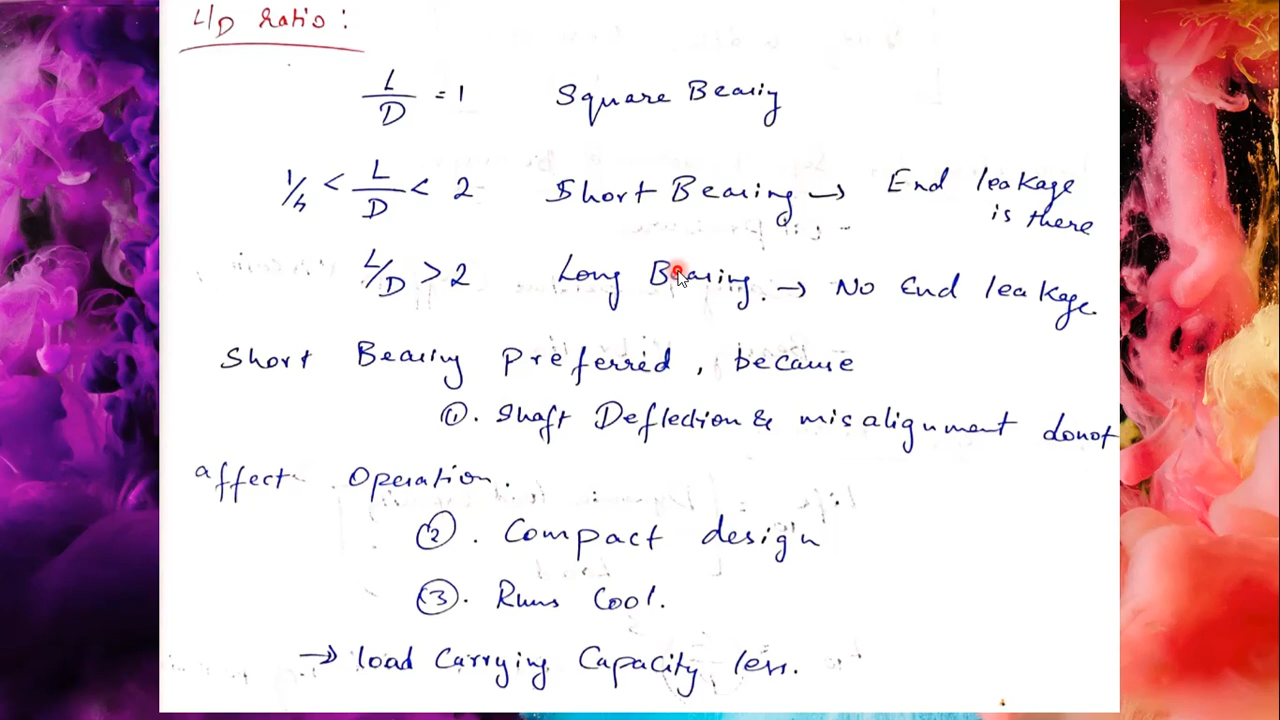 L/D Ratio:
L/D = 1 Square Bearing
1/4 < L/D < 2 Short Bearing → End leakage is there
L/D > 2 Long Bearing. → No End leakage.
Short Bearing preferred, because
①. Shaft Deflection & misalignment donot
affect Operation.
②. Compact design
③. Runs Cool.
→ load Carrying Capacity less.